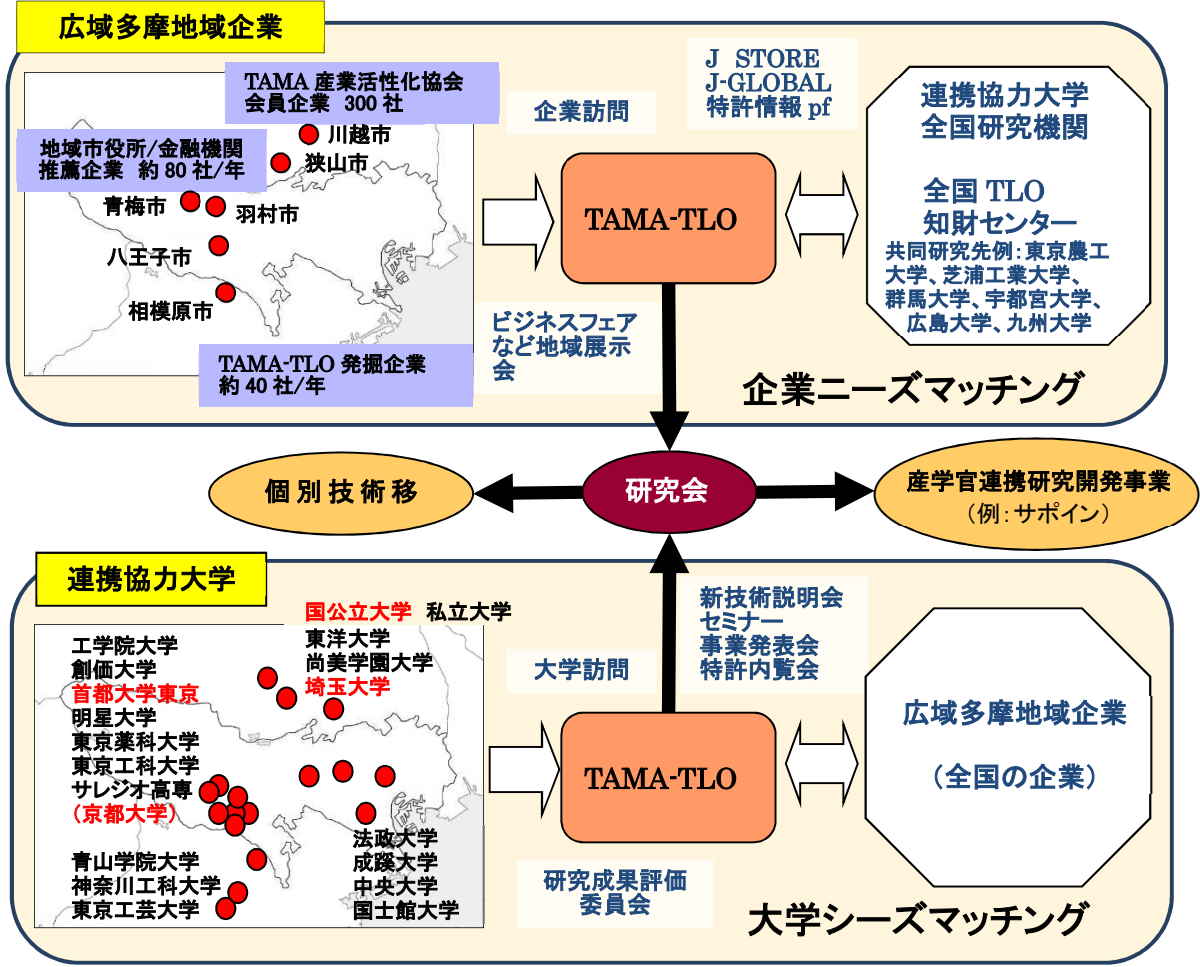 広域多摩地域企業
TAMA 産業活性化協会
会員企業 300 社
川越市
地域市役所/金融機関
推薦企業 約 80 社/年
狭山市
青梅市
羽村市
八王子市
相模原市
TAMA-TLO 発掘企業
約 40 社/年
企業訪問
TAMA-TLO
ビジネスフェア
など地域展示
会
J STORE
J-GLOBAL
特許情報 pf
連携協力大学
全国研究機関
全国 TLO
知財センター
共同研究先例：東京農工
大学、芝浦工業大学、
群馬大学、宇都宮大学、
広島大学、九州大学
企業ニーズマッチング
個別技術移
研究会
産学官連携研究開発事業
（例：サポイン）
連携協力大学
国公立大学 私立大学
工学院大学
創価大学
首都大学東京
明星大学
東京薬科大学
東京工科大学
サレジオ高専
（京都大学）
東洋大学
尚美学園大学
埼玉大学
青山学院大学
神奈川工科大学
東京工芸大学
法政大学
成蹊大学
中央大学
国士館大学
大学訪問
TAMA-TLO
研究成果評価
委員会
新技術説明会
セミナー
事業発表会
特許内覧会
広域多摩地域企業
（全国の企業）
大学シーズマッチング